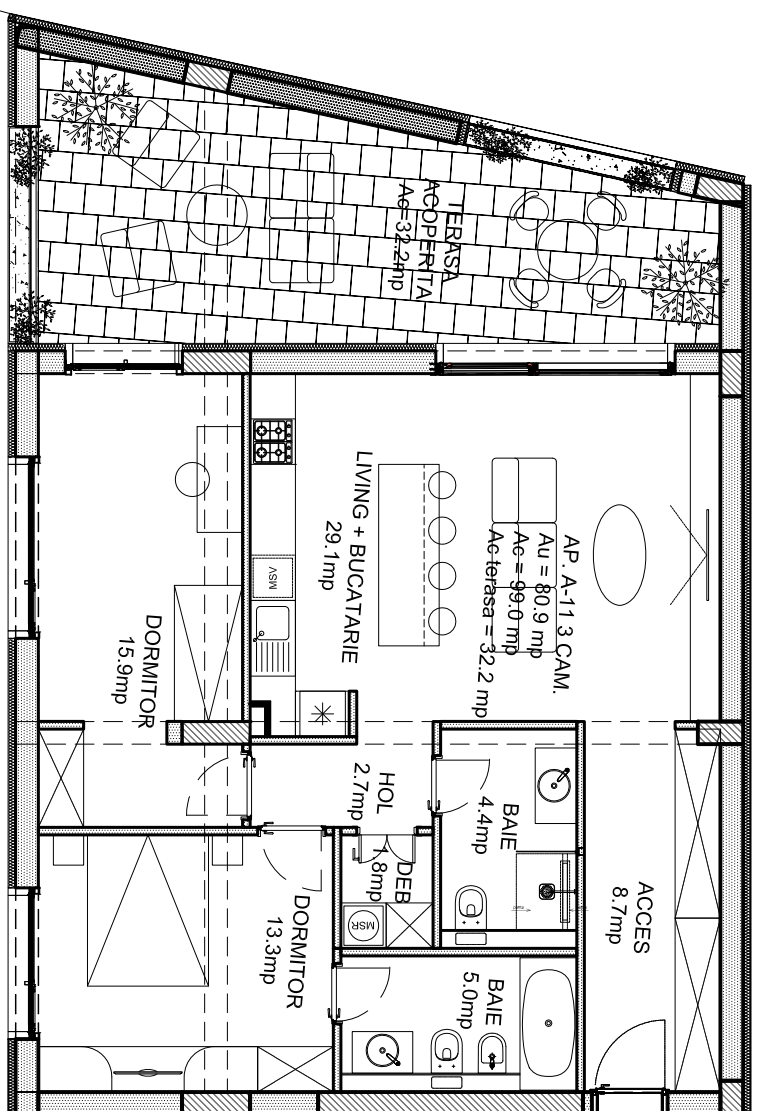 TERASA
ACOPERITA
Ac=32.2mp
AP. A-11 3 CAM.
Au = 80.9 mp
Ac = 99.0 mp
Ac terasa = 32.2 mp
LIVING + BUCATARIE
29.1mp
MSV
DORMITOR
15.9mp
HOL
2.7mp
BAIE
4.4mp
DEB
1.8mp
MSR
ACCES
8.7mp
DORMITOR
13.3mp
BAIE
5.0mp